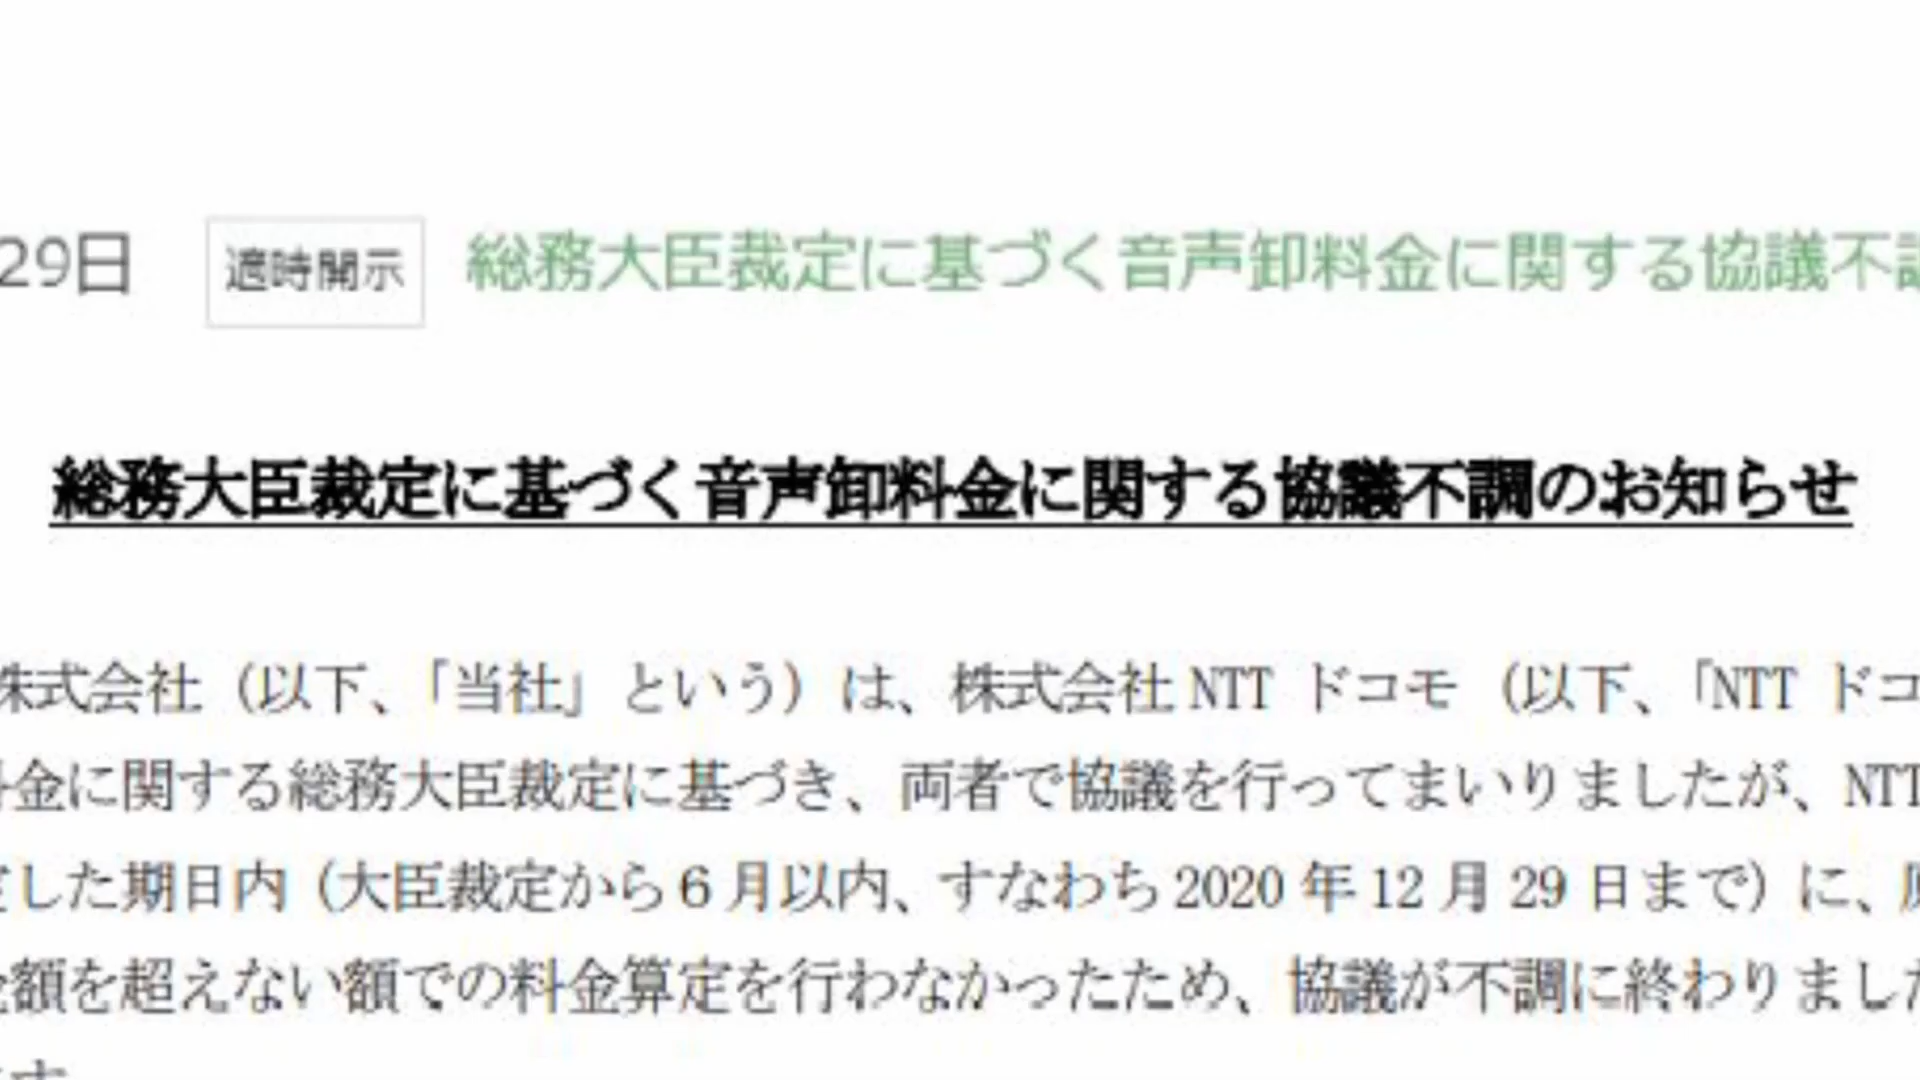 29日 適時開示 総務大臣裁定に基づく音声卸料金に関する協議不調
総務大臣裁定に基づく音声卸料金に関する協議不調のお知らせ
株式会社（以下、「当社」という）は、株式会社 NTT ドコモ（以下、「NTT ドコ
料金に関する総務大臣裁定に基づき、両者で協議を行ってまいりましたが、NTT
した期日内（大臣裁定から 6 月以内、すなわち 2020 年 12 月 29 日まで）に、
金額を超えない額での料金算定を行わなかったため、協議が不調に終わりました
ます